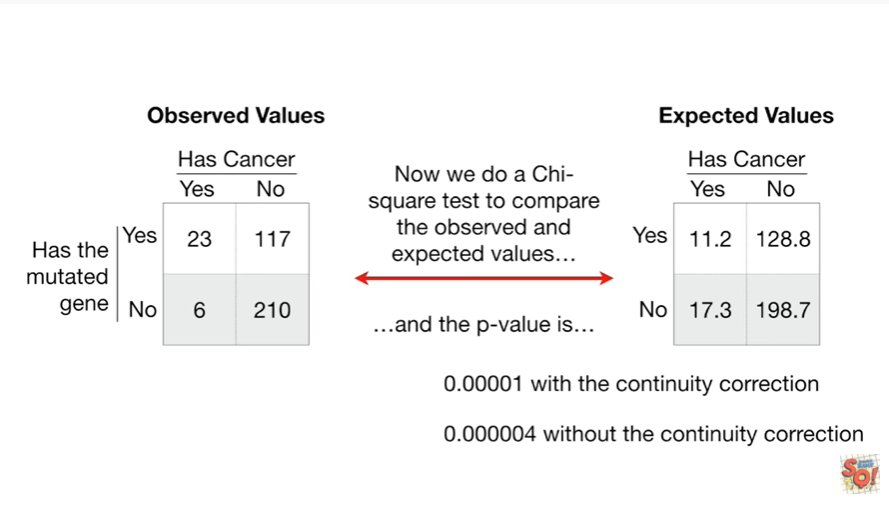 Observed Values
Has Cancer
Yes No
Has the
mutated
gene
Yes 23 117
No 6 210
Now we do a Chi-
square test to compare
the observed and
expected values…
…and the p-value is…
Expected Values
Has Cancer
Yes No
Yes 11.2 128.8
No 17.3 198.7
0.00001 with the continuity correction
0.000004 without the continuity correction
SQ!